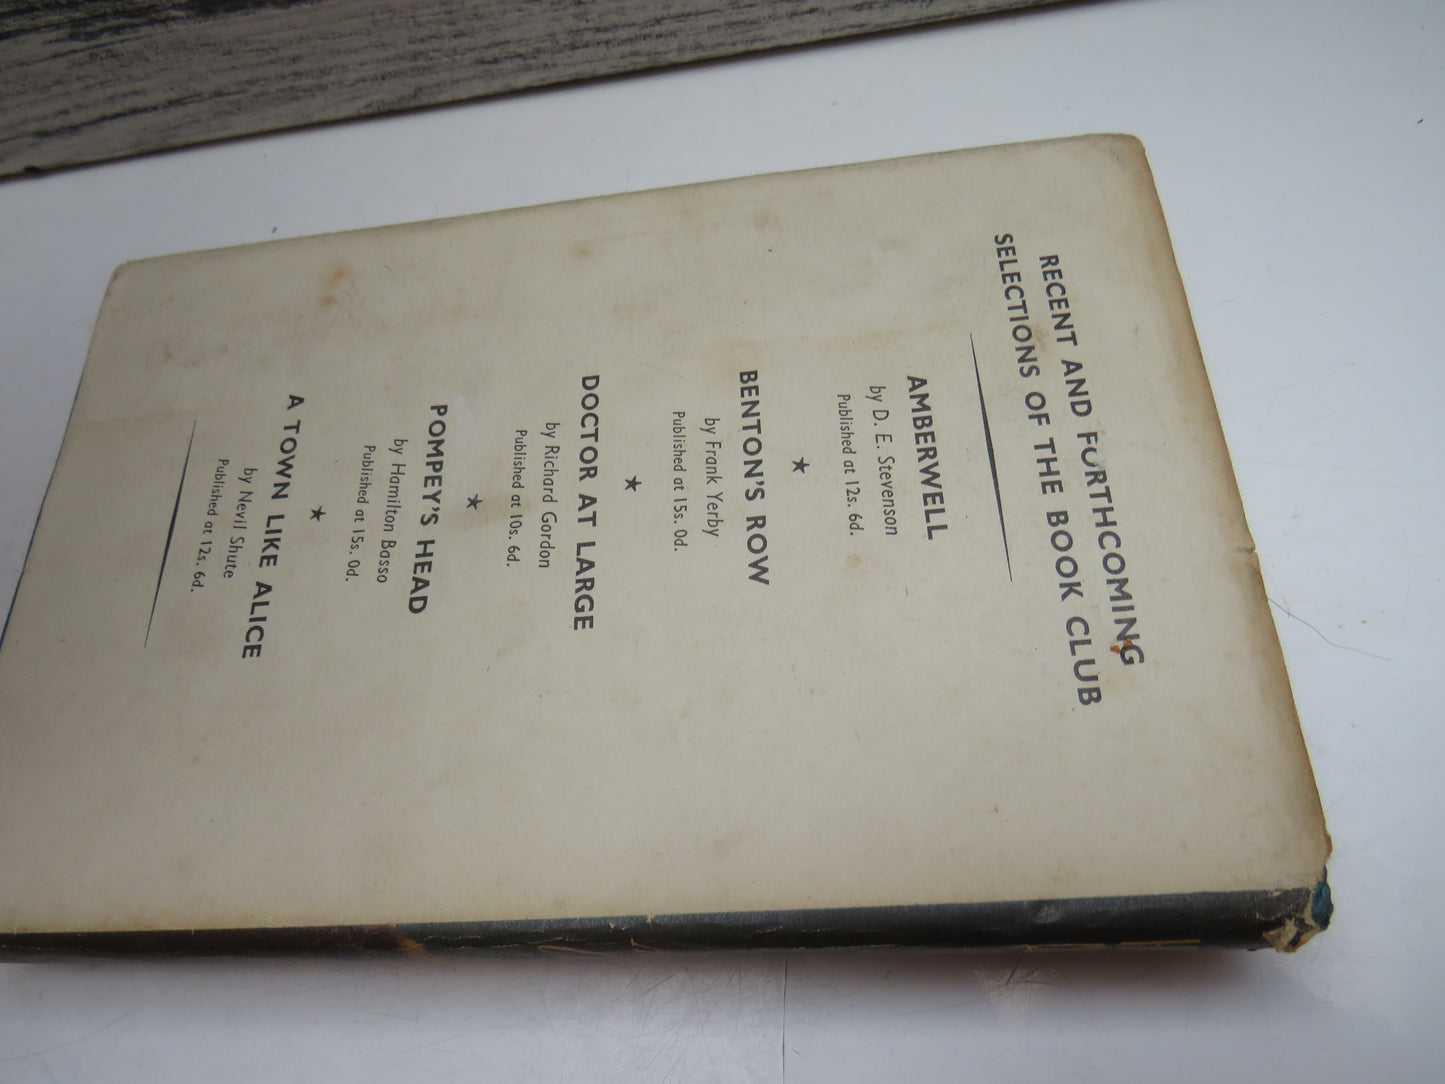 RECENT AND FORTHCOMING
SELECTIONS OF THE BOOK CLUB
AMBERWELL
by D. E. Stevenson
Published at 12s. 6d.
★
BENTON'S ROW
by Frank Yerby
Published at 15s. 0d.
★
DOCTOR AT LARGE
by Richard Gordon
Published at 10s. 6d.
★
POMPEY'S HEAD
by Hamilton Basso
Published at 15s. 0d.
★
A TOWN LIKE ALICE
by Nevil Shute
Published at 12s. 6d.